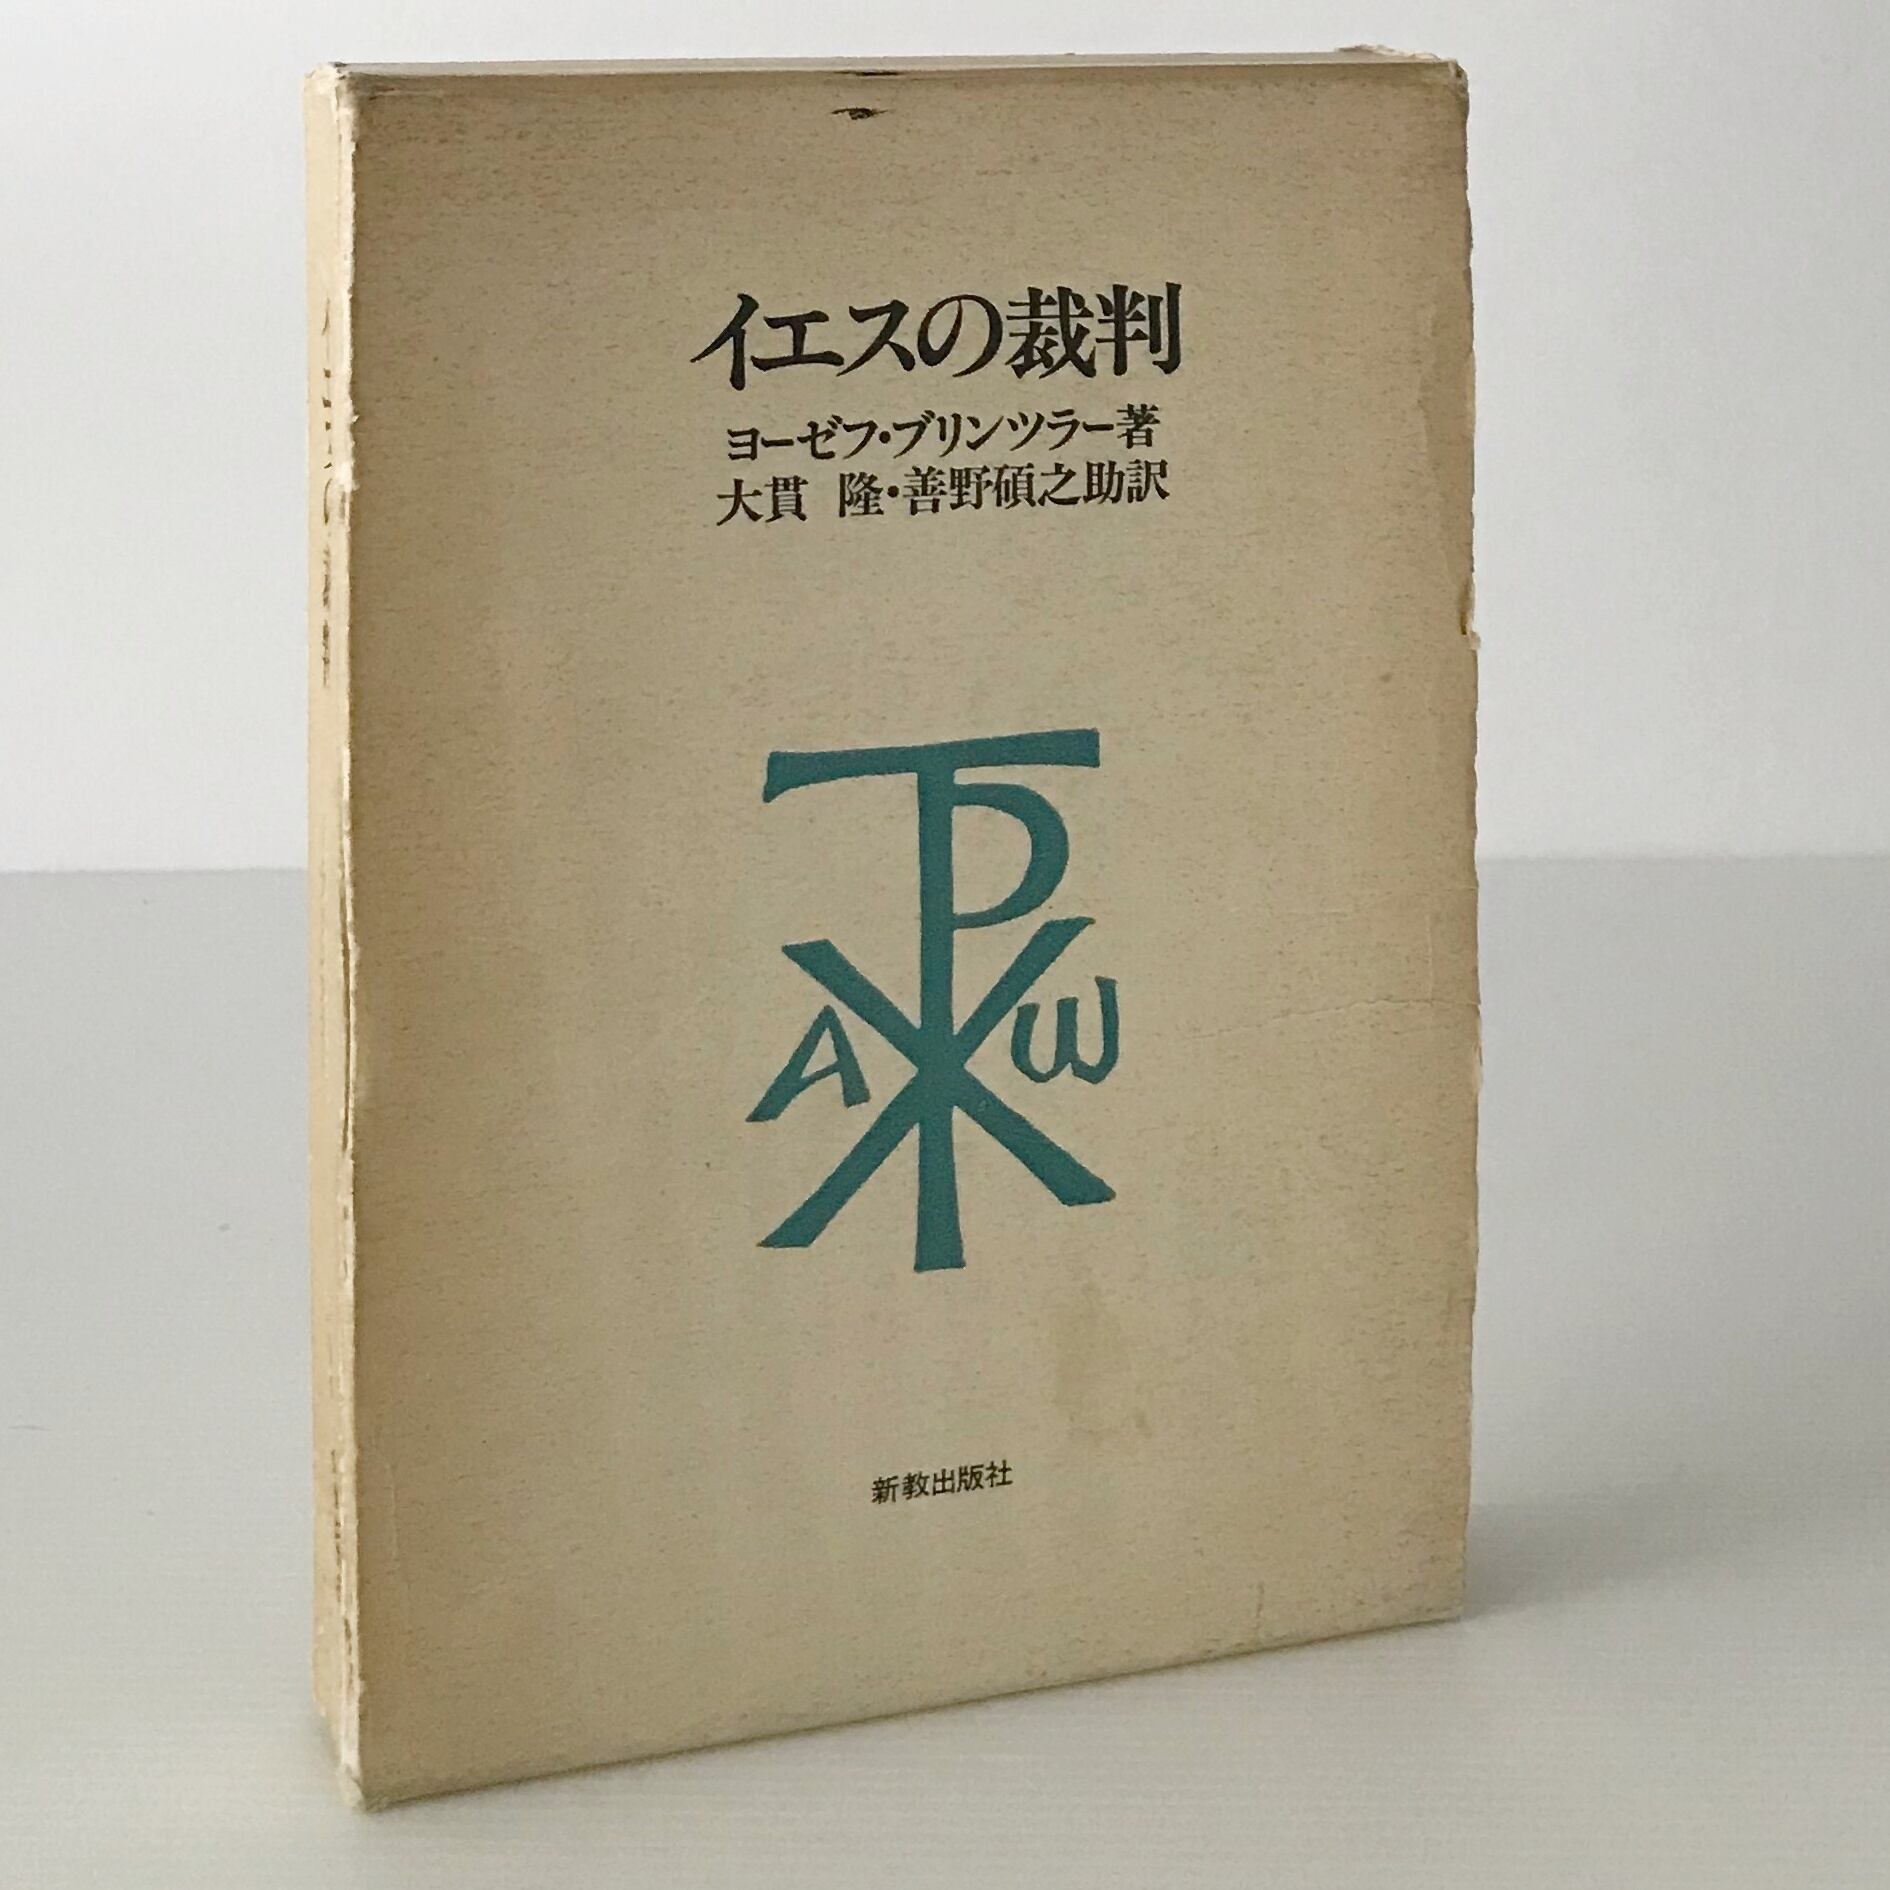 イエスの裁判
ヨーゼフ・ブリンツラー著
大貫 隆・善野碩之助訳
Α ω
新教出版社